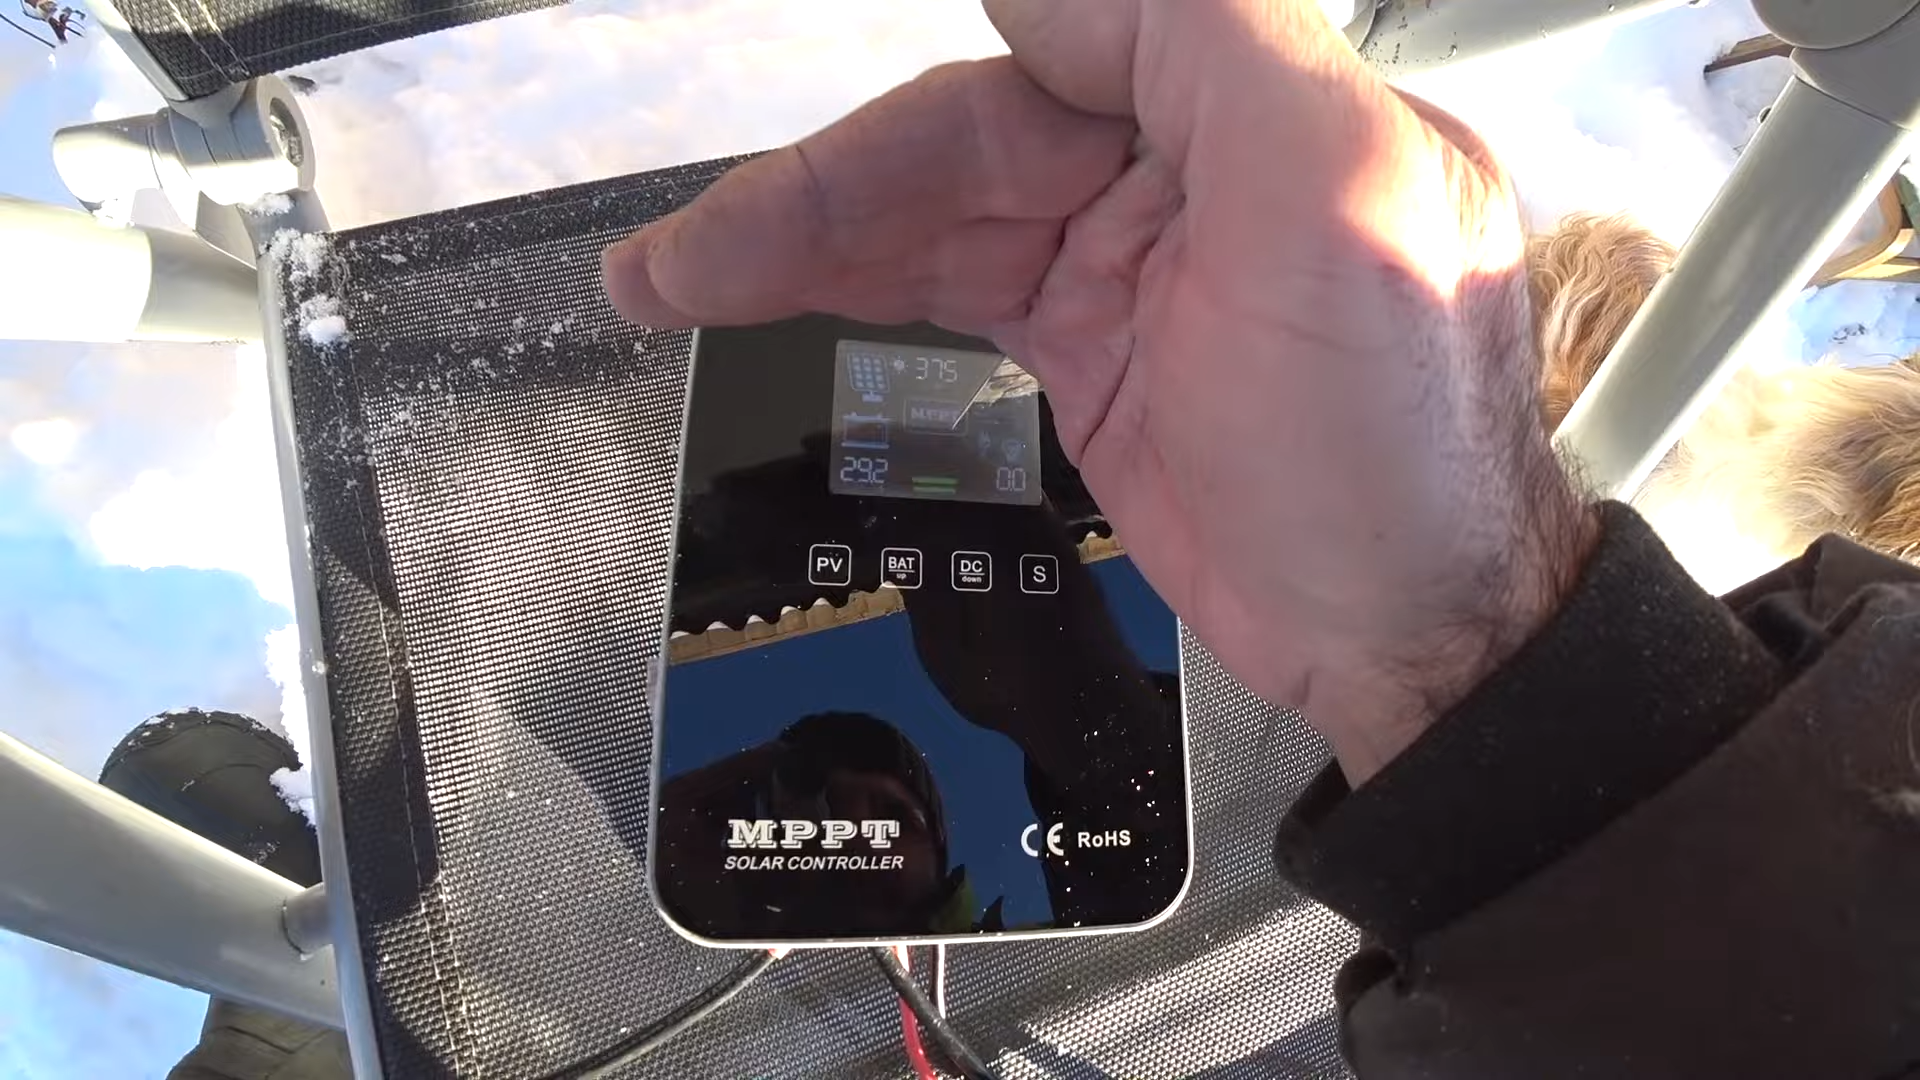 375
MPPT
29.2 0.0
PV BAT up DC down S
MPPT
SOLAR CONTROLLER
CE RoHS